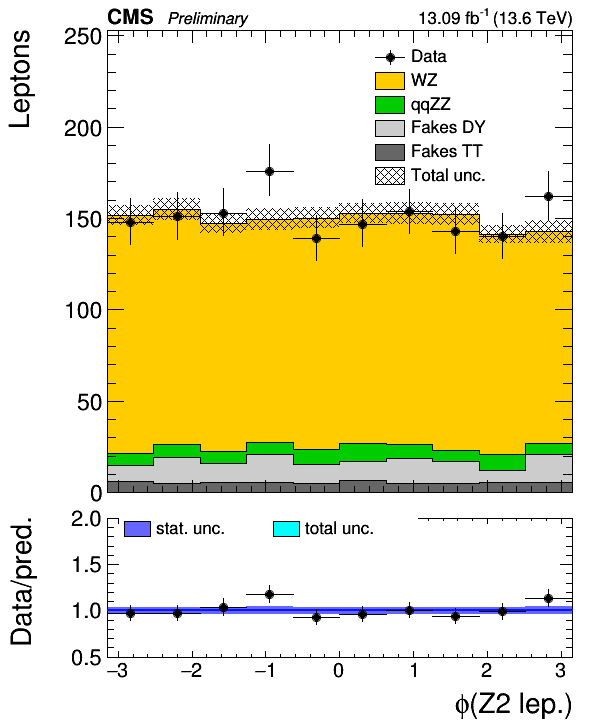 CMS Preliminary 13.09 fb⁻¹ (13.6 TeV)
Leptons
250
200
150
100
50
0
Data
WZ
qqZZ
Fakes DY
Fakes TT
Total unc.
Data/pred.
2.0
1.5
1.0
0.5
stat. unc. total unc.
−3 −2 −1 0 1 2 3
ϕ(Z2 lep.)